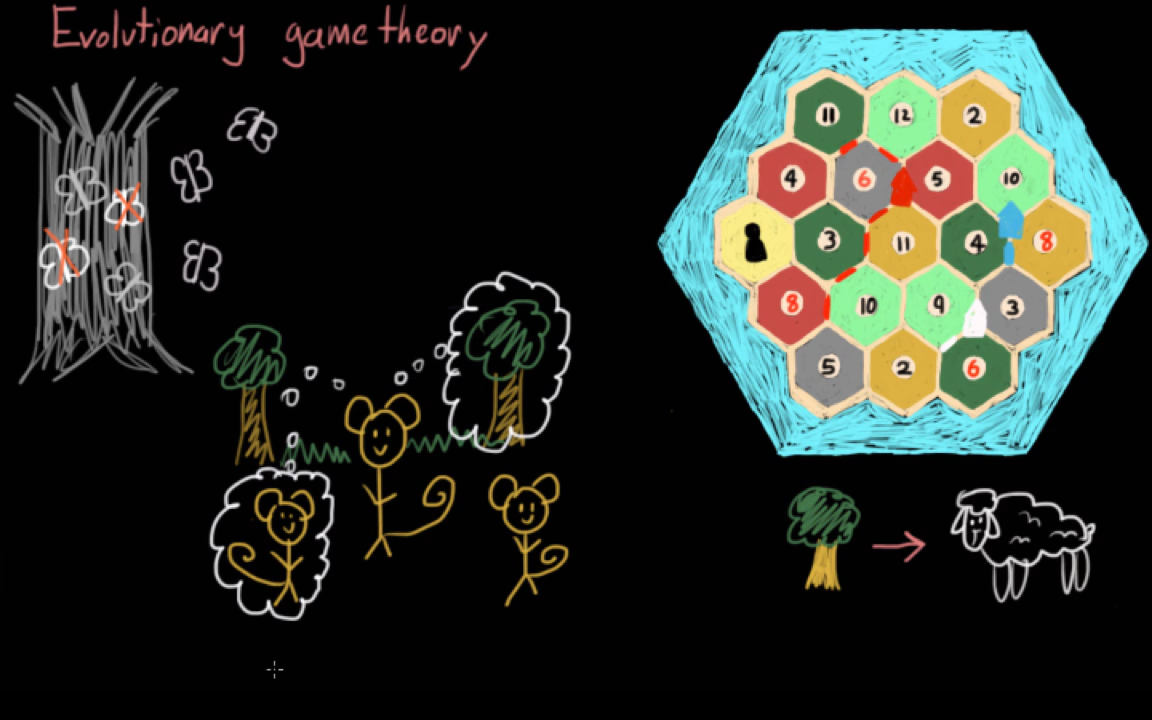 Evolutionary game theory
11 12 2
4 6 5 10
3 11 4 8
8 10 9 3
5 2 6